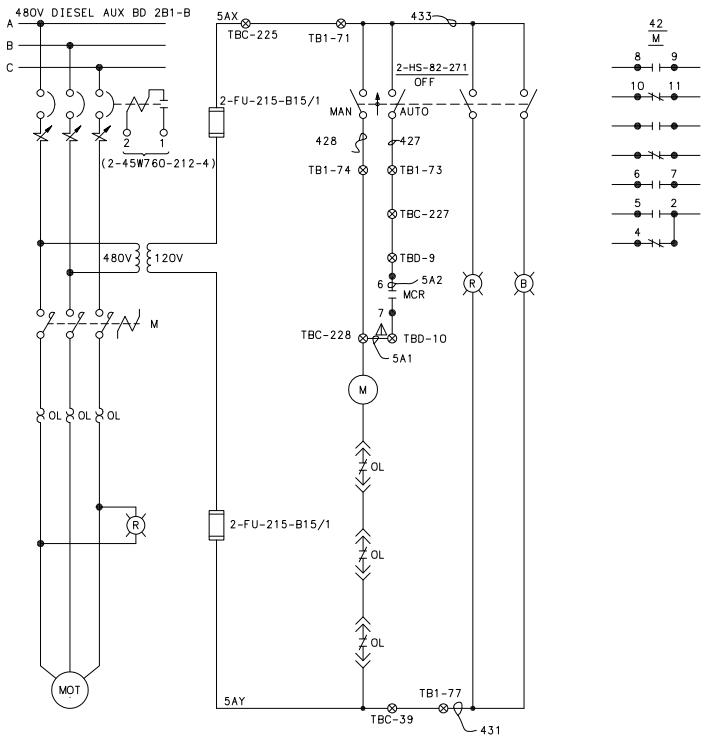 480V DIESEL AUX BD 2B1-B
A
B
C
5AX
TBC-225
TB1-71
433
2-HS-82-271
OFF
42
M
8 9
10 11
6 7
5 2
4
2-FU-215-B15/1
MAN
AUTO
2 1
(2-45W760-212-4)
428
427
TB1-74
TB1-73
TBC-227
480V
120V
TBD-9
6
5A2
MCR
7
R
B
M
TBC-228
TBD-10
5A1
M
OL
OL
OL
OL
R
2-FU-215-B15/1
OL
OL
MOT
5AY
TBC-39
TB1-77
431